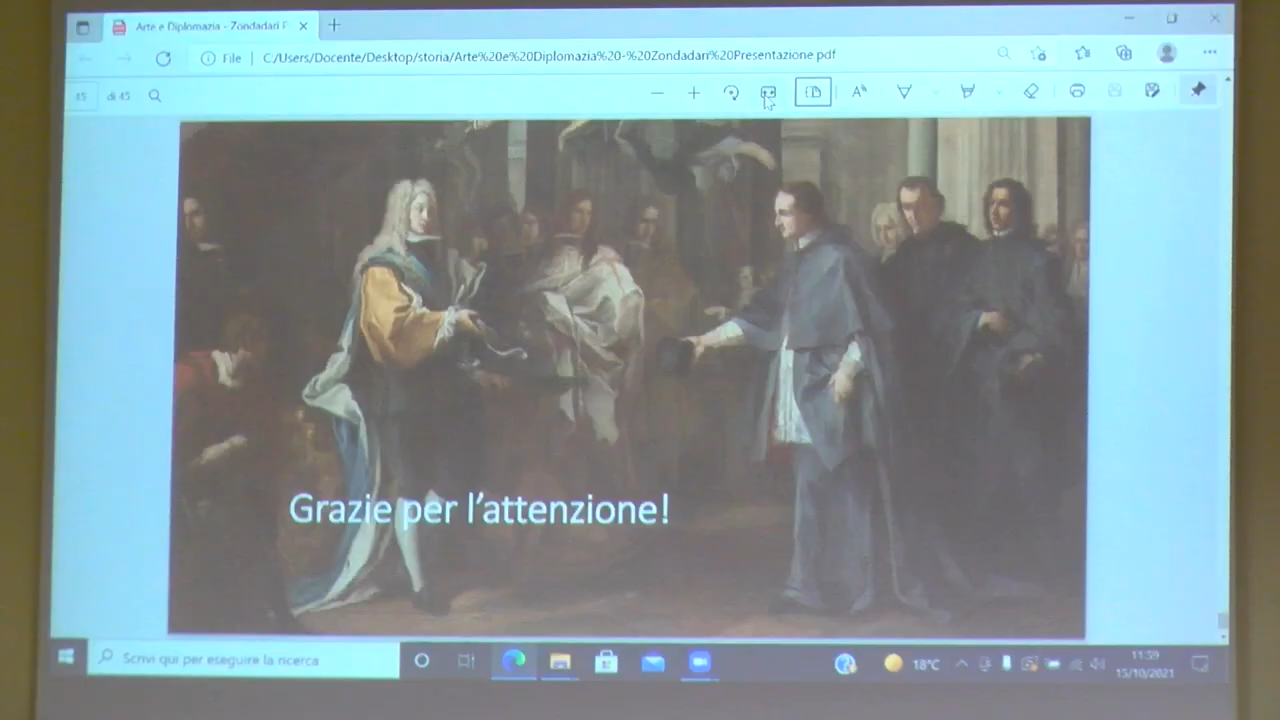 Arte e Diplomazia - Zondadari P
File
C:/Users/Docente/Desktop/storia/Arte%20e%20Diplomazia%20-%20Zondadari%20Presentazione.pdf
45 di 45
Grazie per l'attenzione!
Scrivi qui per eseguire la ricerca
18°C
11:59
15/10/2021